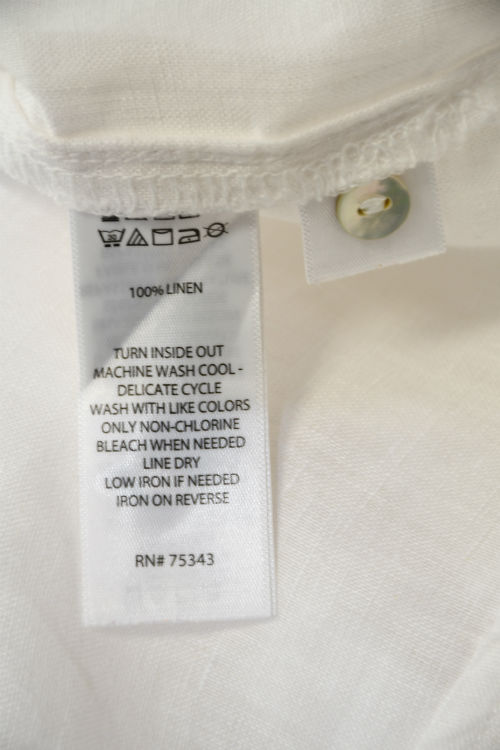 30
100% LINEN
TURN INSIDE OUT
MACHINE WASH COOL -
DELICATE CYCLE
WASH WITH LIKE COLORS
ONLY NON-CHLORINE
BLEACH WHEN NEEDED
LINE DRY
LOW IRON IF NEEDED
IRON ON REVERSE
RN# 75343